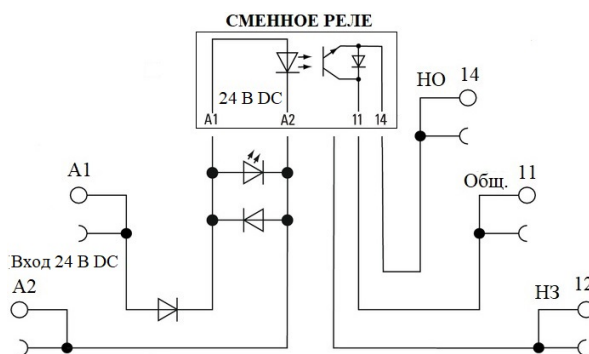 СМЕННОЕ РЕЛЕ
24 В DC
A1 A2 11 14
НО 14
A1
Общ. 11
Вход 24 В DC
A2
НЗ 12